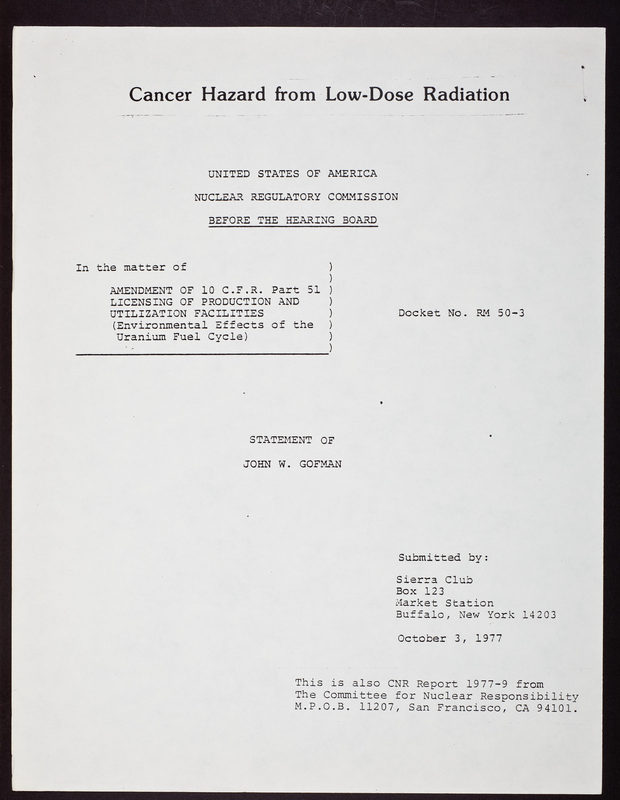 Cancer Hazard from Low-Dose Radiation
UNITED STATES OF AMERICA
NUCLEAR REGULATORY COMMISSION
BEFORE THE HEARING BOARD
In the matter of )
)
AMENDMENT OF 10 C.F.R. Part 51 )
LICENSING OF PRODUCTION AND )
UTILIZATION FACILITIES )
(Environmental Effects of the )
Uranium Fuel Cycle) )
)
Docket No. RM 50-3
STATEMENT OF
JOHN W. GOFMAN
Submitted by:
Sierra Club
Box 123
Market Station
Buffalo, New York 14203
October 3, 1977
This is also CNR Report 1977-9 from
The Committee for Nuclear Responsibility
M.P.O.B. 11207, San Francisco, CA 94101.